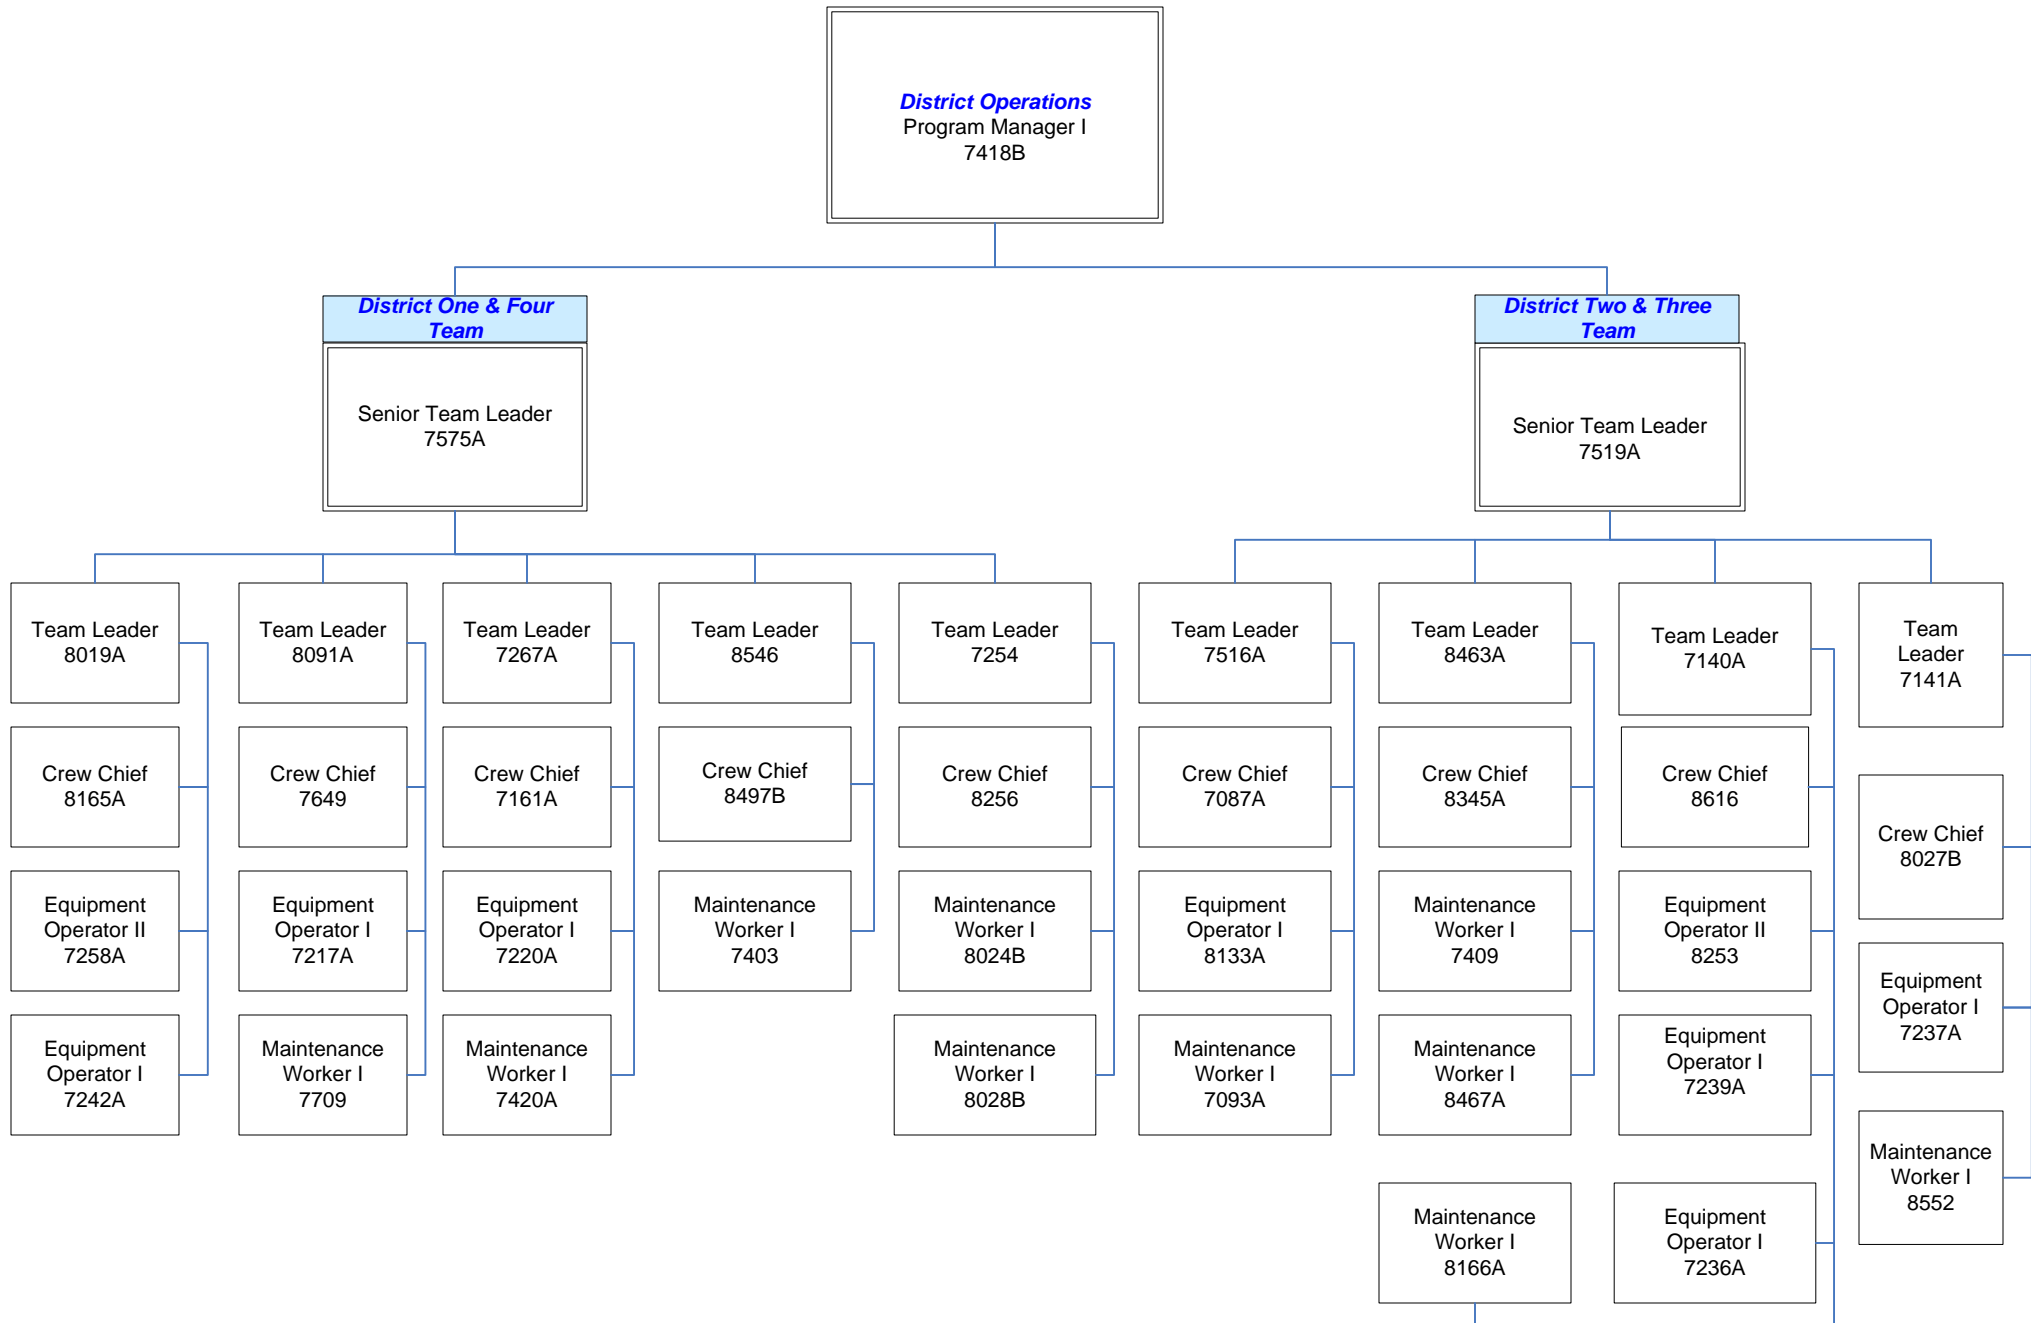 District Operations
Program Manager I
7418B
District One & Four
Team
Senior Team Leader
7575A
District Two & Three
Team
Senior Team Leader
7519A
Team Leader
8019A
Crew Chief
8165A
Equipment
Operator II
7258A
Equipment
Operator I
7242A
Team Leader
8091A
Crew Chief
7649
Equipment
Operator I
7217A
Maintenance
Worker I
7709
Team Leader
7267A
Crew Chief
7161A
Equipment
Operator I
7220A
Maintenance
Worker I
7420A
Team Leader
8546
Crew Chief
8497B
Maintenance
Worker I
7403
Team Leader
7254
Crew Chief
8256
Maintenance
Worker I
8024B
Maintenance
Worker I
8028B
Team Leader
7516A
Crew Chief
7087A
Equipment
Operator I
8133A
Maintenance
Worker I
7093A
Team Leader
8463A
Crew Chief
8345A
Maintenance
Worker I
7409
Maintenance
Worker I
8467A
Maintenance
Worker I
8166A
Team Leader
7140A
Crew Chief
8616
Equipment
Operator II
8253
Equipment
Operator I
7239A
Equipment
Operator I
7236A
Team
Leader
7141A
Crew Chief
8027B
Equipment
Operator I
7237A
Maintenance
Worker I
8552